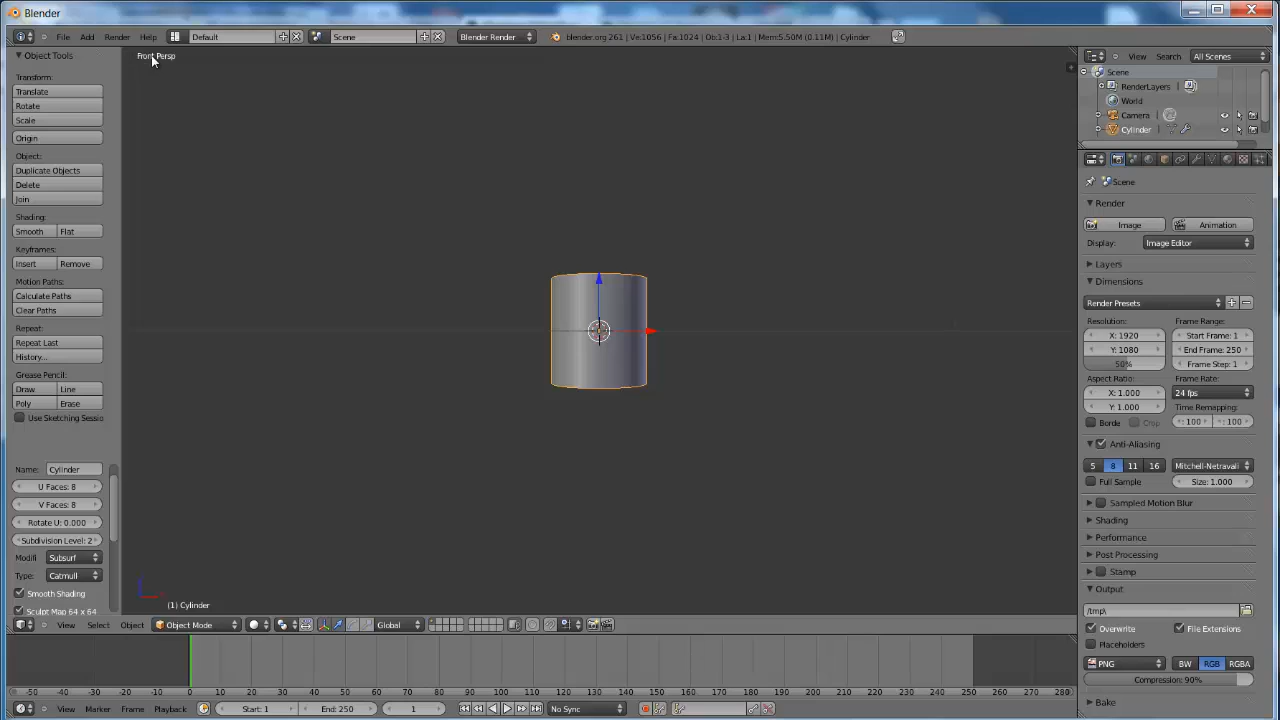 Blender
File Add Render Help Default Scene Blender Render blender.org 261 | Ve:1056 | Fa:1024 | Ob:1-3 | La:1 | Mem:5.50M (0.11M) | Cylinder
Object Tools
Transform:
Translate
Rotate
Scale
Origin
Object:
Duplicate Objects
Delete
Join
Shading:
Smooth Flat
Keyframes:
Insert Remove
Motion Paths:
Calculate Paths
Clear Paths
Repeat:
Repeat Last
History...
Grease Pencil:
Draw Line
Poly Erase
Use Sketching Sessio
Name: Cylinder
U Faces: 8
V Faces: 8
Rotate U: 0.000
Subdivision Level: 2
Modifi Subsurf
Type: Catmull
Smooth Shading
Sculpt Map 64 x 64
Front Persp
(1) Cylinder
View Select Object Object Mode Global
View Search All Scenes
Scene
RenderLayers
World
Camera
Cylinder
Scene
Render
Image Animation
Display: Image Editor
Layers
Dimensions
Render Presets
Resolution: Frame Range:
X: 1920 Start Frame: 1
Y: 1080 End Frame: 250
50% Frame Step: 1
Aspect Ratio: Frame Rate:
X: 1.000 24 fps
Y: 1.000 Time Remapping:
Borde Crop : 100 : 100
Anti-Aliasing
5 8 11 16 Mitchell-Netravali
Full Sample Size: 1.000
Sampled Motion Blur
Shading
Performance
Post Processing
Stamp
Output
/tmp\
Overwrite File Extensions
Placeholders
PNG BW RGB RGBA
Compression: 90%
Bake
-50 -40 -30 -20 -10 0 10 20 30 40 50 60 70 80 90 100 110 120 130 140 150 160 170 180 190 200 210 220 230 240 250 260 270 280
View Marker Frame Playback Start: 1 End: 250 1 No Sync